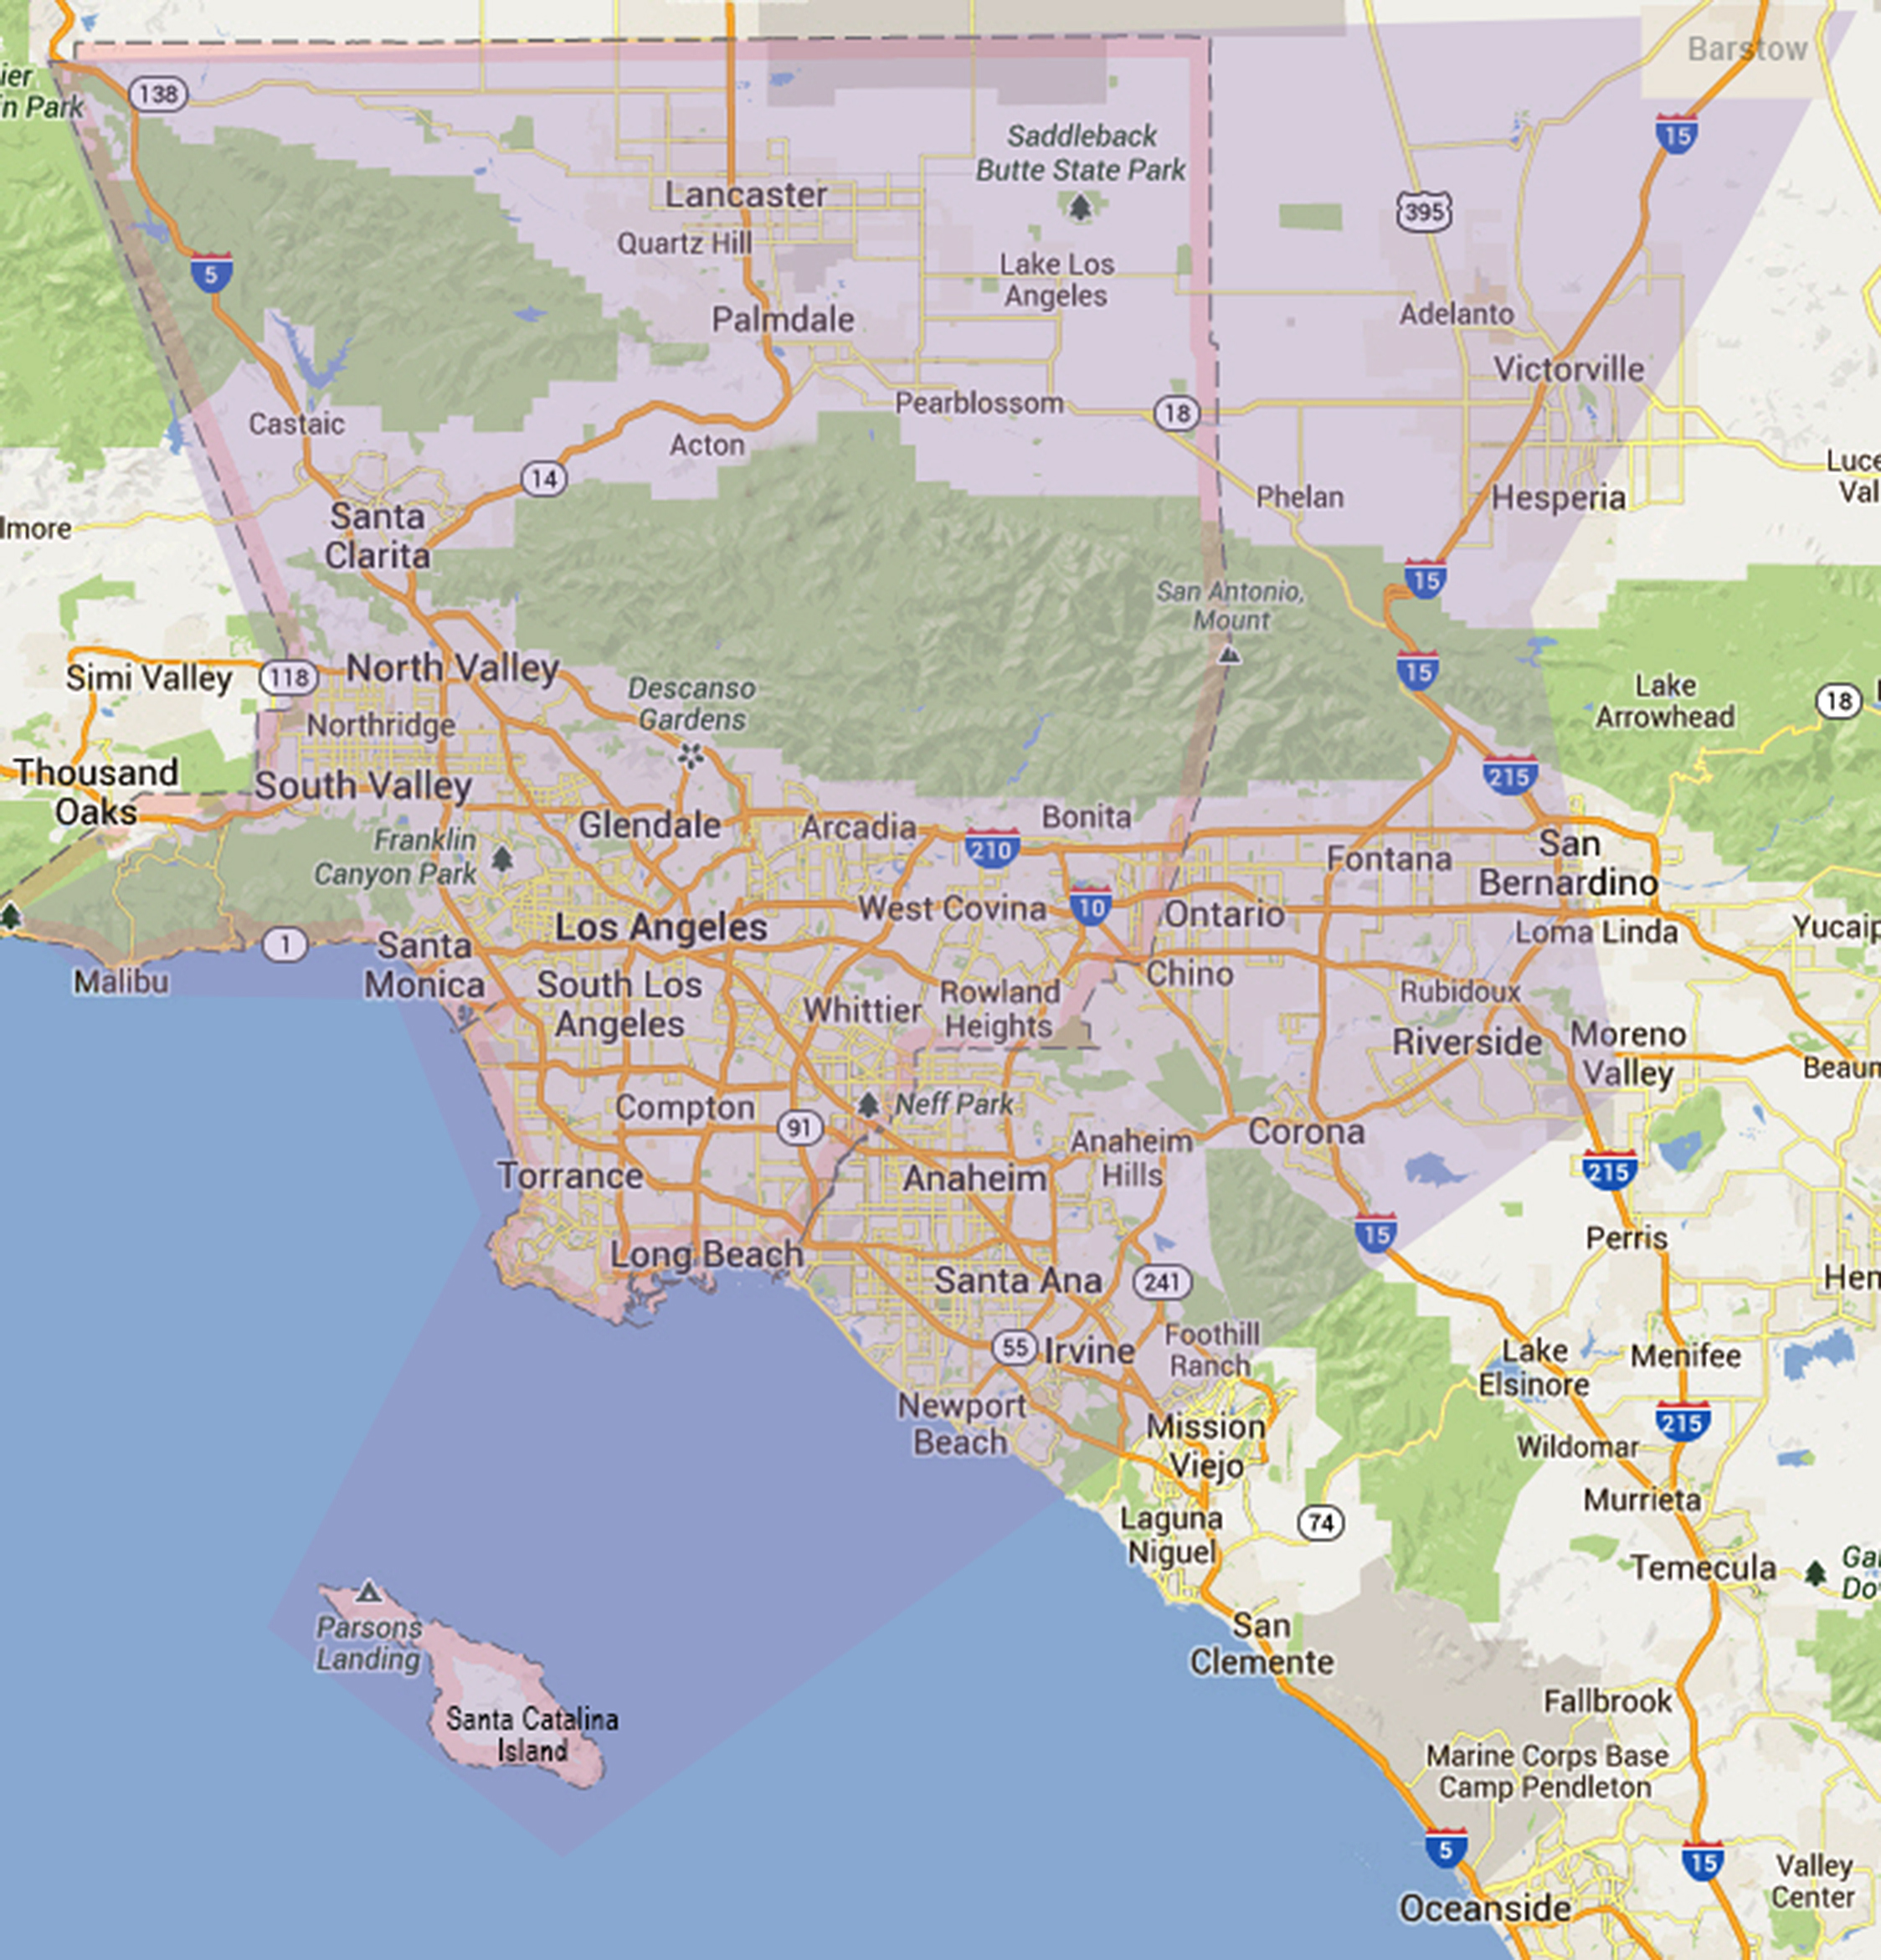 Barstow
ier
n Park
138
15
Saddleback
Butte State Park
Lancaster
395
Quartz Hill
5
Lake Los
Angeles
Palmdale
Adelanto
Victorville
Castaic
Pearblossom
18
Acton
Luce
Val
14
Phelan
Hesperia
lmore
Santa
Clarita
15
San Antonio,
Mount
Simi Valley
118
North Valley
15
Descanso
Gardens
Lake
Arrowhead
18
Northridge
Thousand
Oaks
South Valley
215
Glendale
Arcadia
Bonita
210
Franklin
Canyon Park
Fontana
San
Bernardino
Los Angeles
West Covina
10
Ontario
Loma Linda
Yucaip
1
Santa
Monica
Malibu
South Los
Angeles
Whittier
Rowland
Heights
Chino
Rubidoux
Riverside
Moreno
Valley
Beaum
Compton
91
Neff Park
Anaheim
Hills
Corona
Torrance
Anaheim
215
15
Perris
Long Beach
Santa Ana
241
Hen
55
Irvine
Foothill
Ranch
Lake
Elsinore
Menifee
Newport
Beach
Mission
Viejo
215
Wildomar
Murrieta
Laguna
Niguel
74
Temecula
Gal
Do
Parsons
Landing
San
Clemente
Fallbrook
Santa Catalina
Island
Marine Corps Base
Camp Pendleton
5
15
Valley
Center
Oceanside